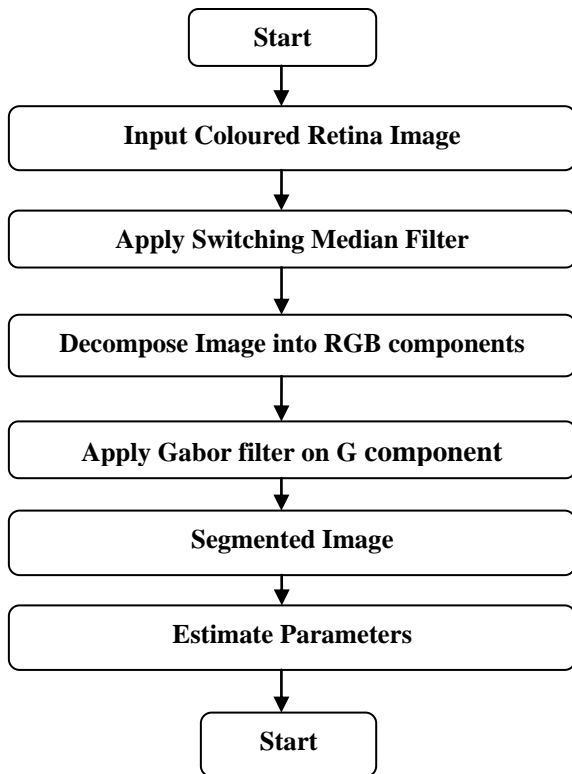 Start
Input Coloured Retina Image
Apply Switching Median Filter
Decompose Image into RGB components
Apply Gabor filter on G component
Segmented Image
Estimate Parameters
Start